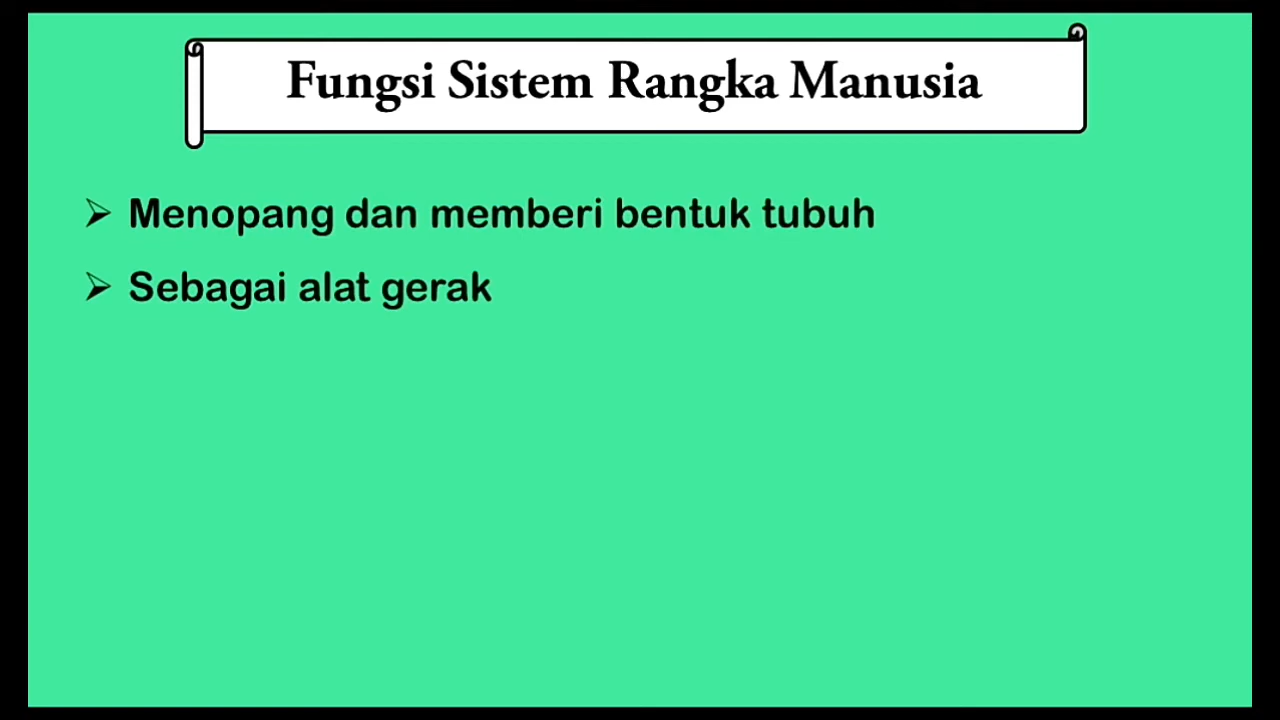 Fungsi Sistem Rangka Manusia
Menopang dan memberi bentuk tubuh
Sebagai alat gerak